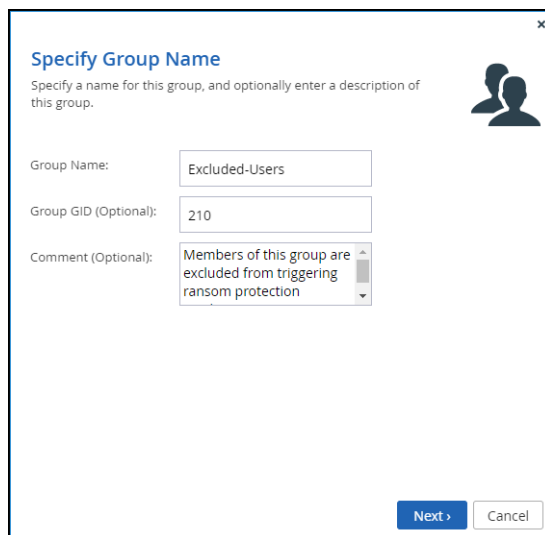 Specify Group Name
Specify a name for this group, and optionally enter a description of
this group.
Group Name:
Excluded-Users
Group GID (Optional):
210
Comment (Optional):
Members of this group are
excluded from triggering
ransom protection
Next ›
Cancel